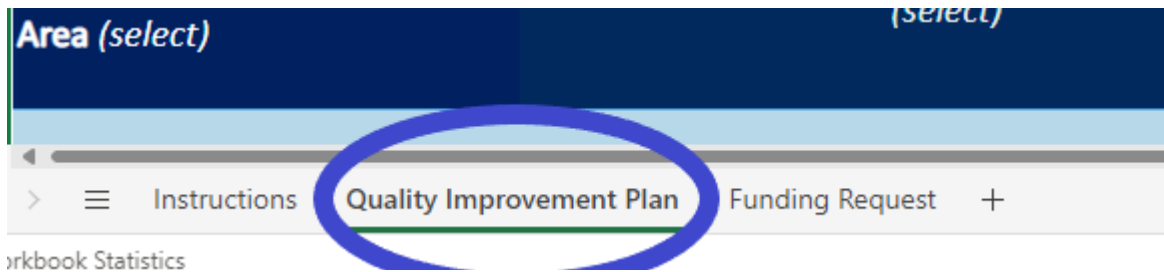 (select)
Area (select)
Instructions Quality Improvement Plan Funding Request +
orkbook Statistics